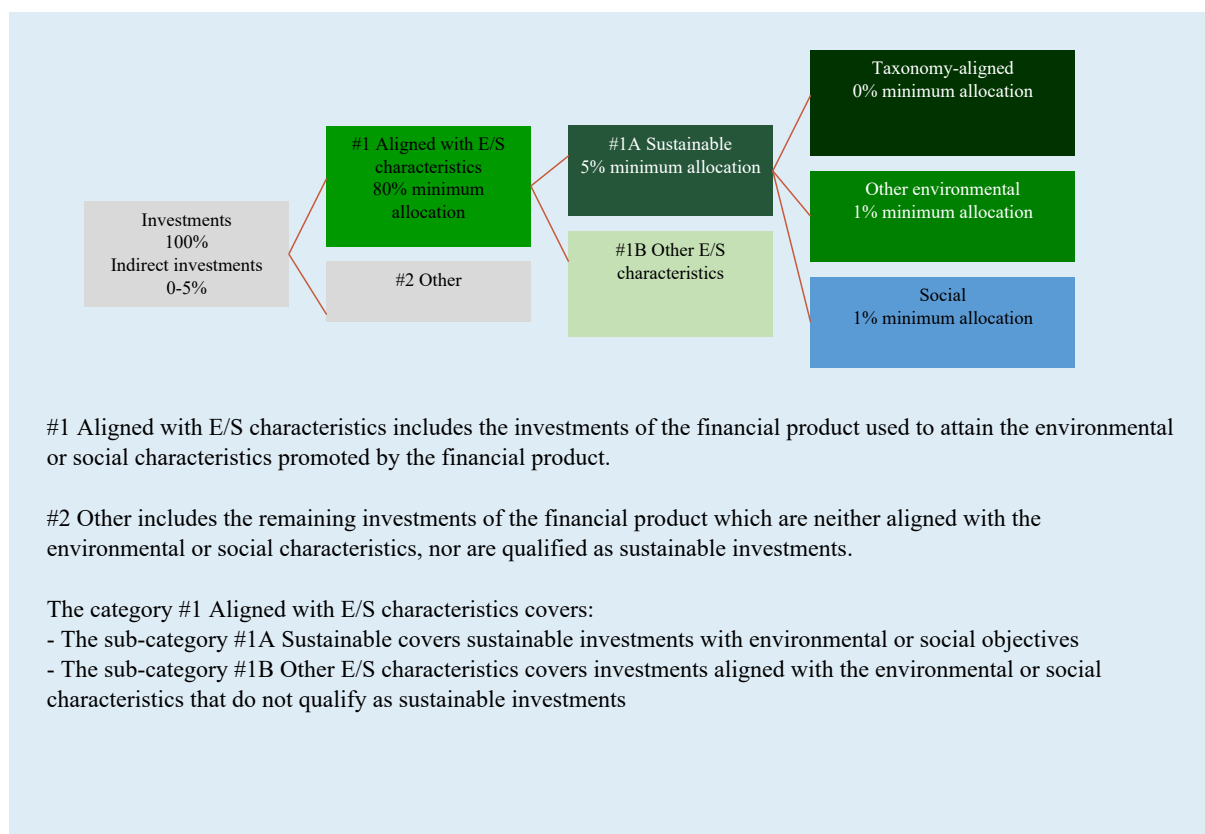 Investments
100%
Indirect investments
0-5%
#1 Aligned with E/S
characteristics
80% minimum
allocation
#2 Other
#1A Sustainable
5% minimum allocation
#1B Other E/S
characteristics
Taxonomy-aligned
0% minimum allocation
Other environmental
1% minimum allocation
Social
1% minimum allocation
#1 Aligned with E/S characteristics includes the investments of the financial product used to attain the environmental
or social characteristics promoted by the financial product.
#2 Other includes the remaining investments of the financial product which are neither aligned with the
environmental or social characteristics, nor are qualified as sustainable investments.
The category #1 Aligned with E/S characteristics covers:
- The sub-category #1A Sustainable covers sustainable investments with environmental or social objectives
- The sub-category #1B Other E/S characteristics covers investments aligned with the environmental or social
characteristics that do not qualify as sustainable investments